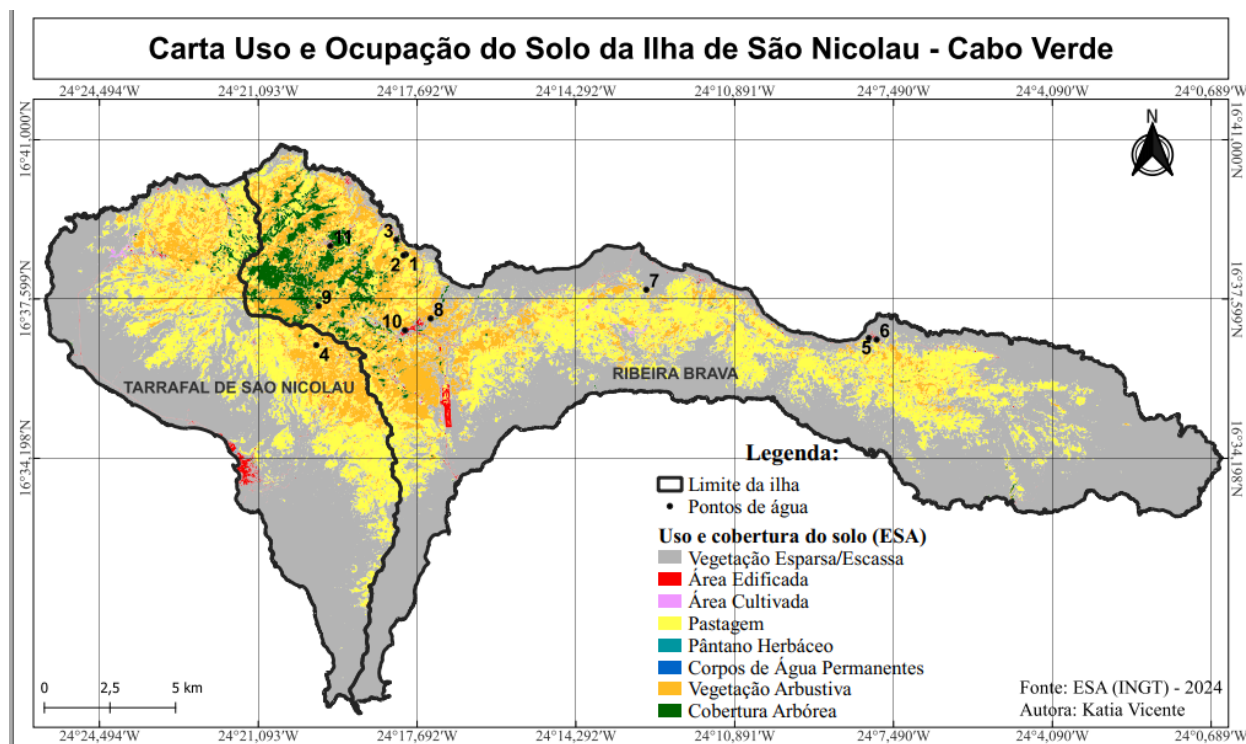 Carta Uso e Ocupação do Solo da Ilha de São Nicolau - Cabo Verde
24°24,494'W 24°21,093'W 24°17,692'W 24°14,292'W 24°10,891'W 24°7,490'W 24°4,090'W 24°0,689'W
16°41,000'N 16°41,000'N
N
3
11
2 1
7
9
16°37,599'N 16°37,599'N
8
10
6
5
4
TARRAFAL DE SAO NICOLAU
RIBEIRA BRAVA
16°34,198'N 16°34,198'N
Legenda:
Limite da ilha
Pontos de água
Uso e cobertura do solo (ESA)
Vegetação Esparsa/Escassa
Área Edificada
Área Cultivada
Pastagem
Pântano Herbáceo
Corpos de Água Permanentes
Vegetação Arbustiva
Cobertura Arbórea
0 2,5 5 km
Fonte: ESA (INGT) - 2024
Autora: Katia Vicente
24°24,494'W 24°21,093'W 24°17,692'W 24°14,292'W 24°10,891'W 24°7,490'W 24°4,090'W 24°0,689'W